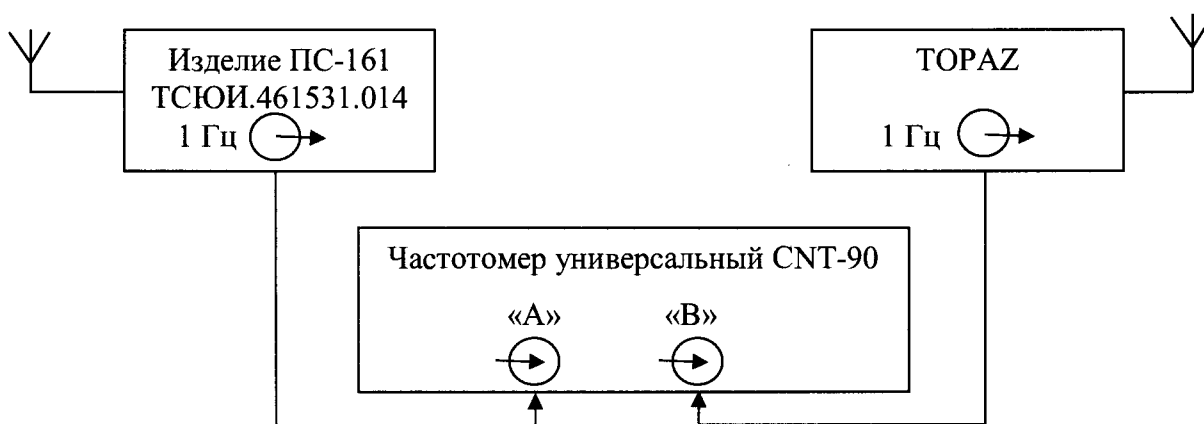 Изделие ПС-161
ТСЮИ.461531.014
1 Гц
TOPAZ
1 Гц
Частотомер универсальный CNT-90
«А»
«В»